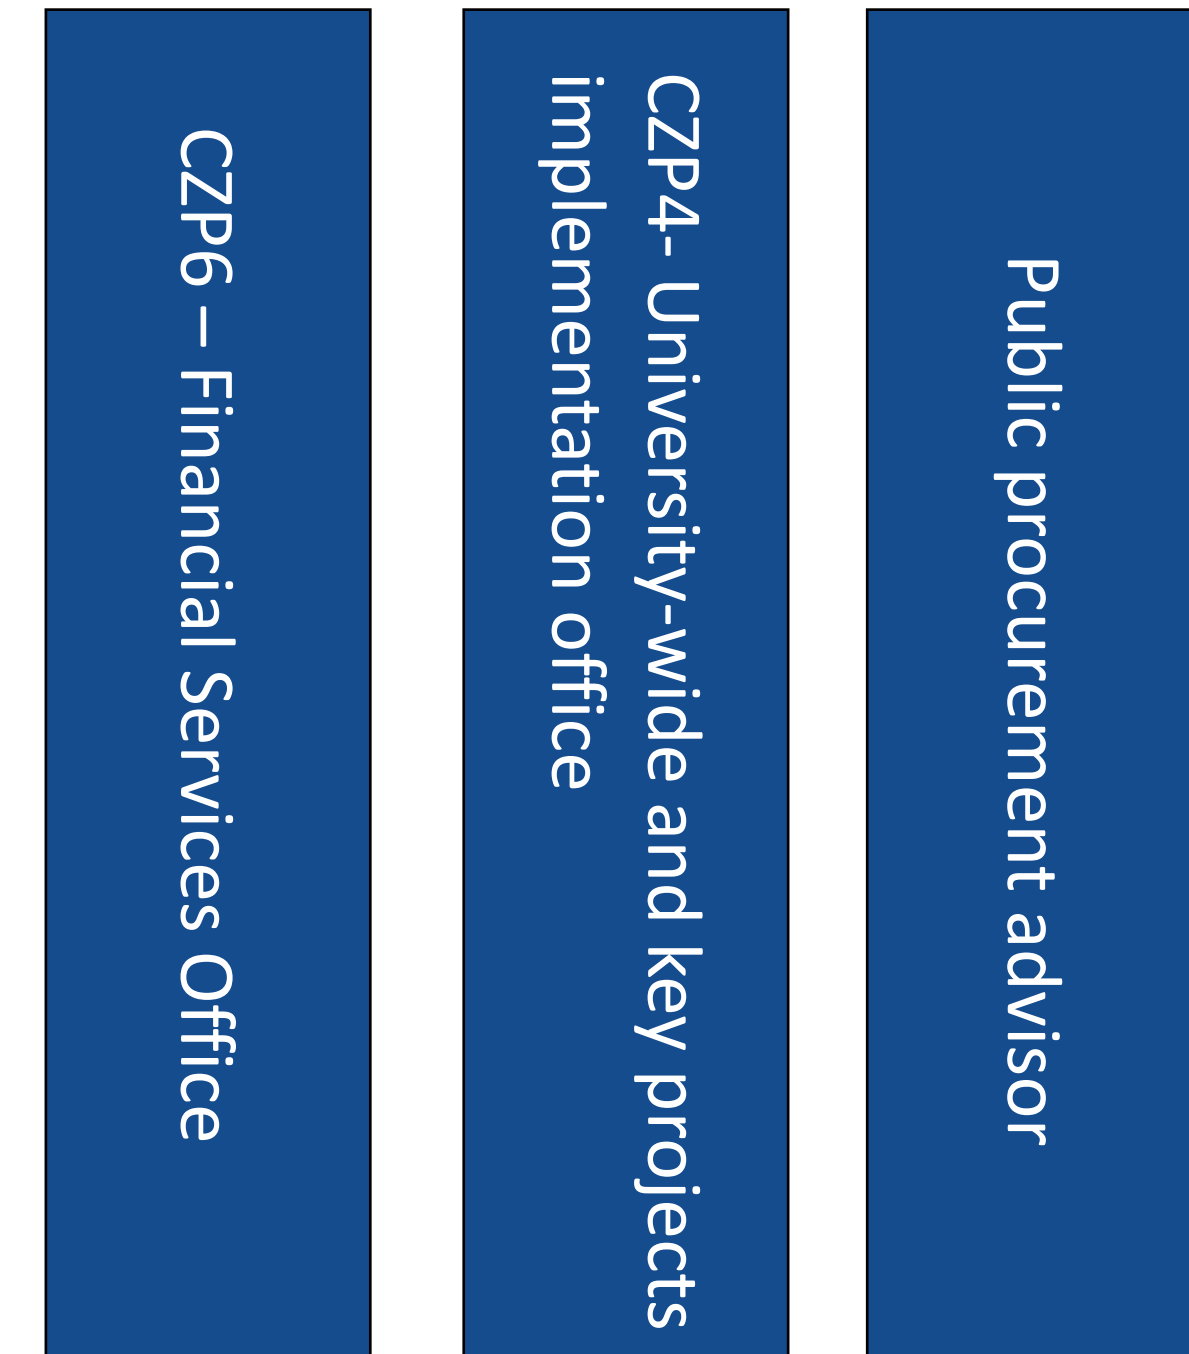 CZP6 – Financial Services Office
CZP4- University-wide and key projects
implementation office
Public procurement advisor